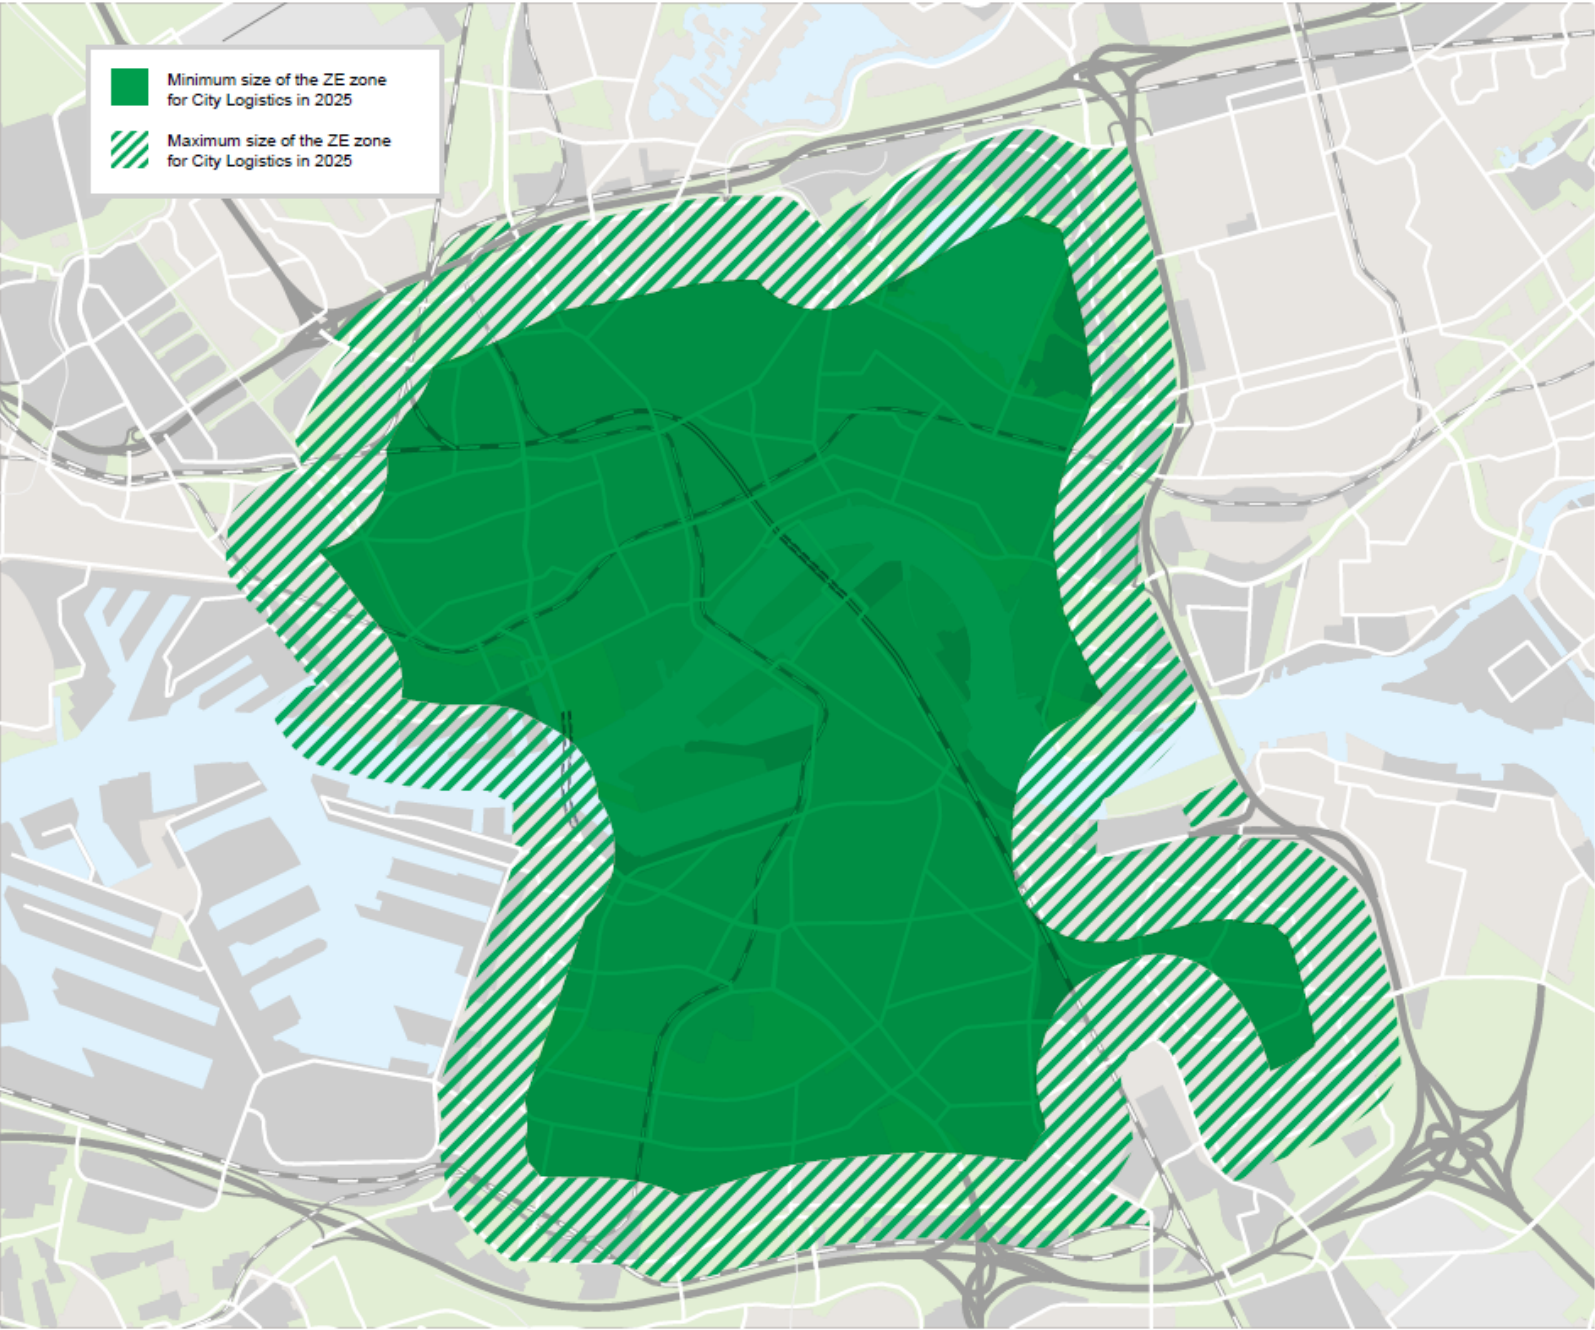 Minimum size of the ZE zone
for City Logistics in 2025
Maximum size of the ZE zone
for City Logistics in 2025